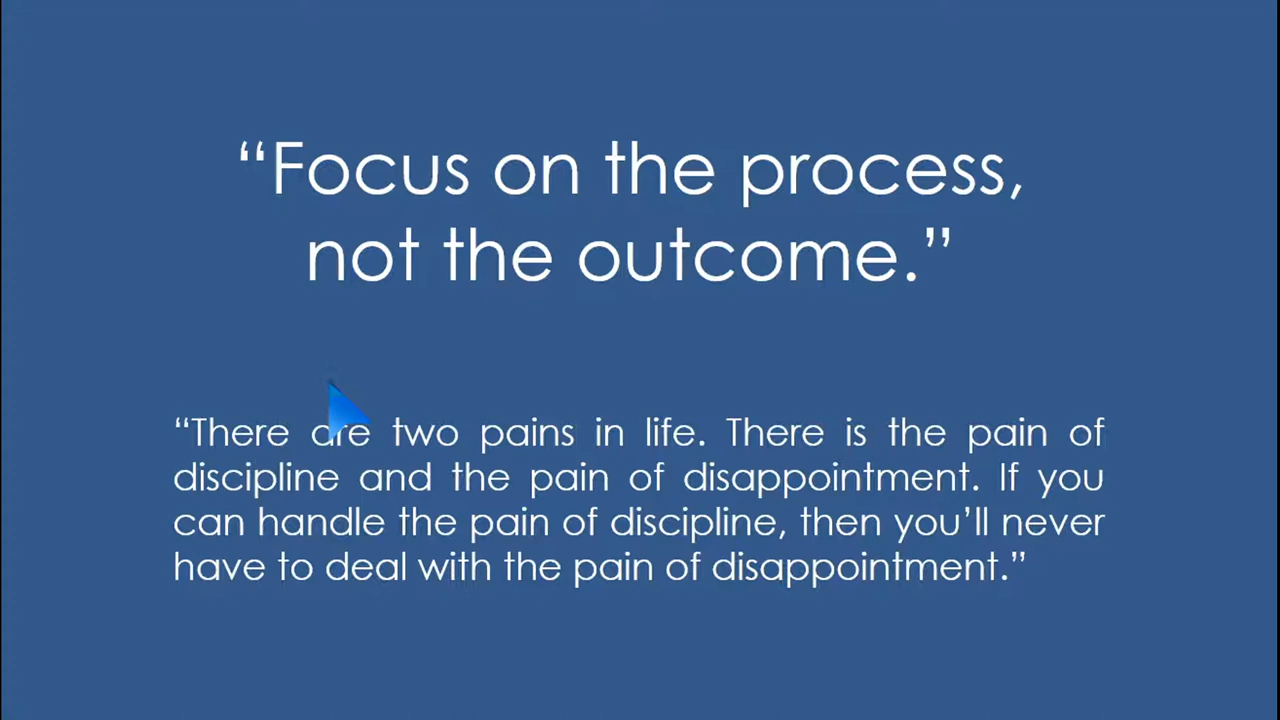 “Focus on the process,
not the outcome.”
“There are two pains in life. There is the pain of
discipline and the pain of disappointment. If you
can handle the pain of discipline, then you’ll never
have to deal with the pain of disappointment.”